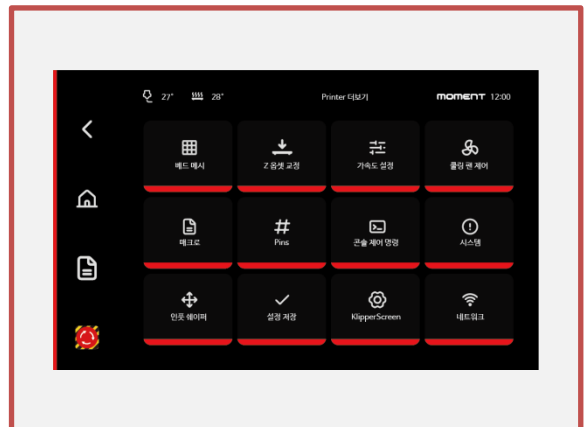 27° 28° Printer 더보기 MOMENT 12:00
베드 메시 Z 옵셋 교정 가속도 설정 쿨링 팬 제어
매크로 Pins 콘솔 제어 명령 시스템
인풋 쉐이퍼 설정 저장 KlipperScreen 네트워크